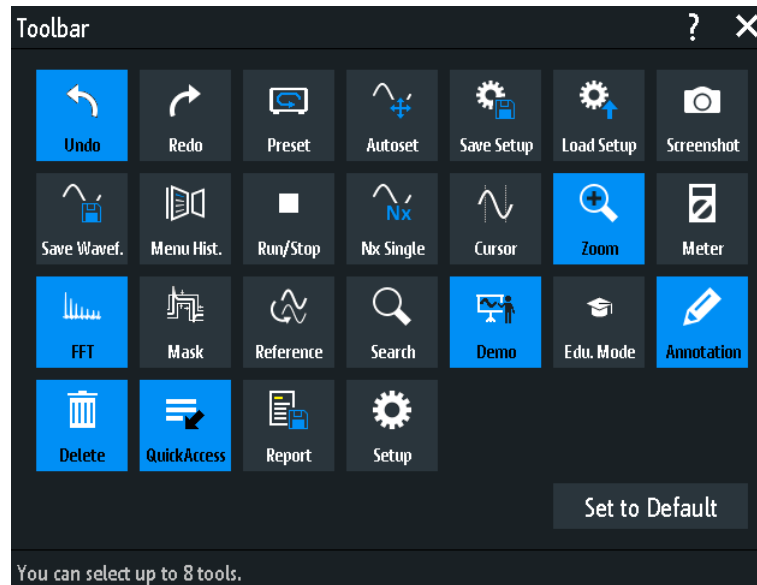 Toolbar ? X
Undo Redo Preset Autoset Save Setup Load Setup Screenshot
Nx
Save Wavef. Menu Hist. Run/Stop Nx Single Cursor Zoom Meter
FFT Mask Reference Search Demo Edu. Mode Annotation
Delete QuickAccess Report Setup
Set to Default
You can select up to 8 tools.